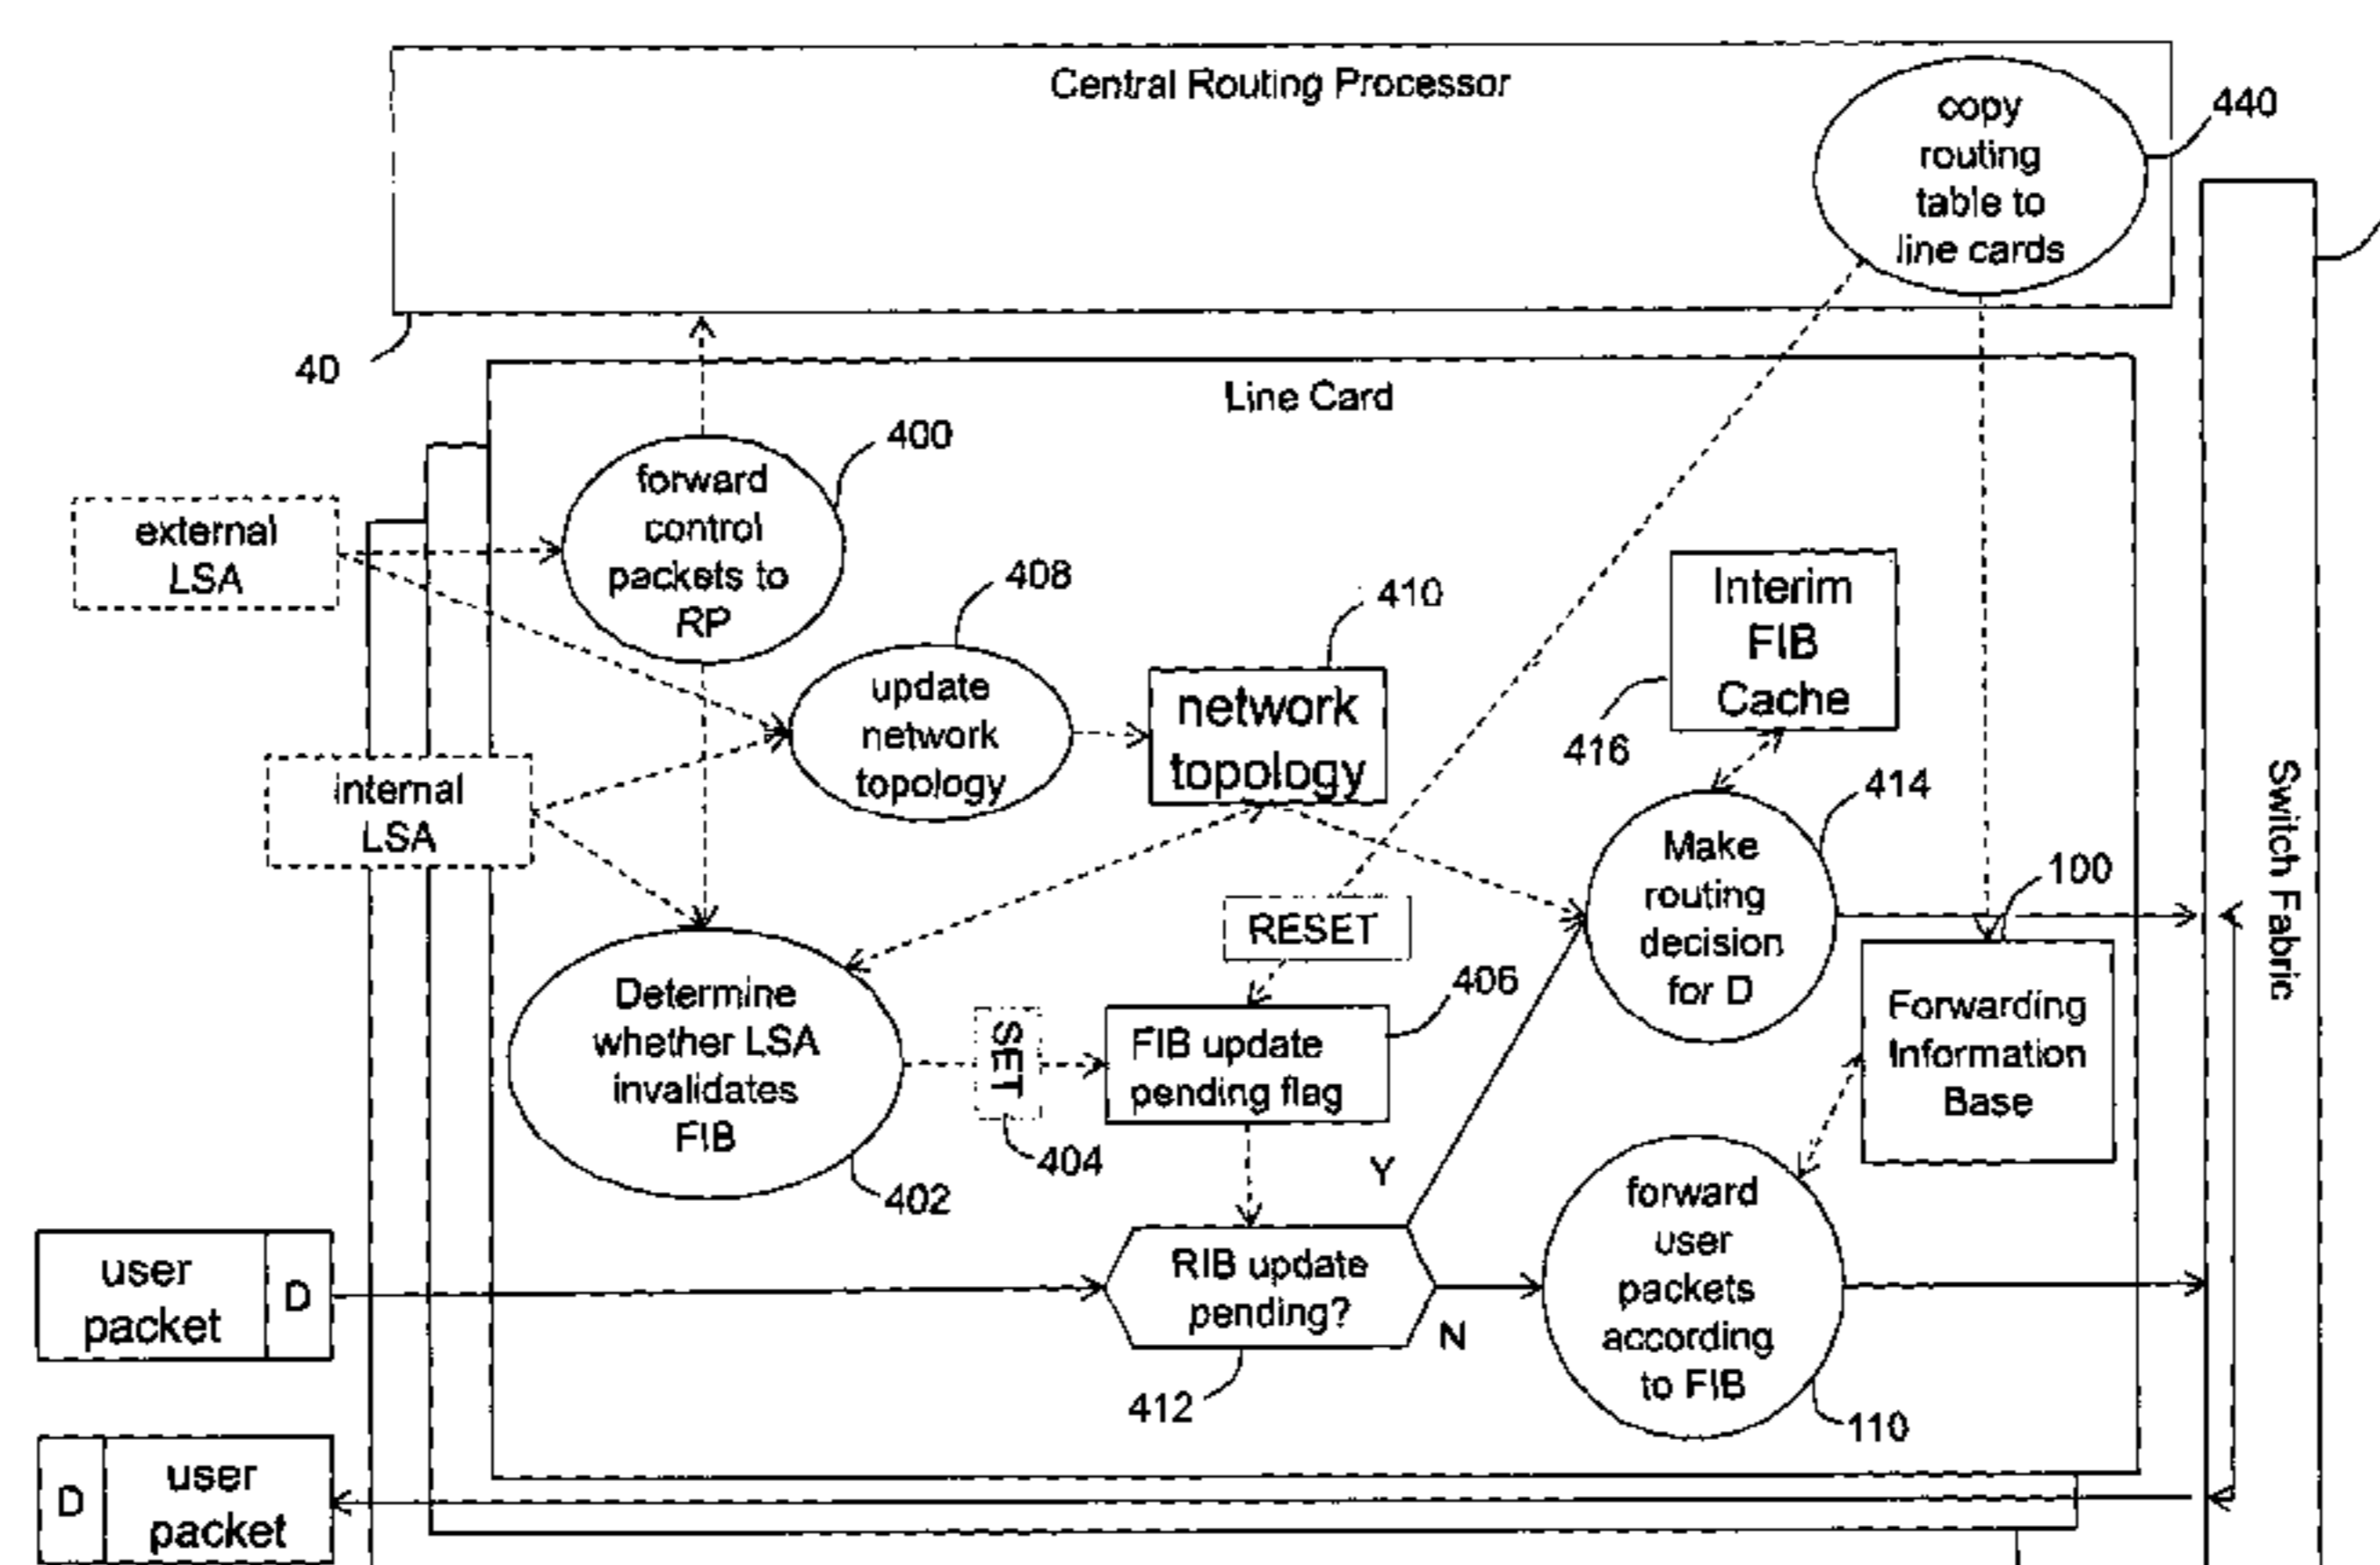 Central Routing Processor
copy
routing
table to
line cards
440
40
Line Card
400
forward
control
packets to
RP
external
LSA
408
update
network
topology
410
network
topology
Interim
FIB
Cache
416
internal
LSA
414
Make
routing
decision
for D
100
Forwarding
Information
Base
Switch Fabric
RESET
Determine
whether LSA
invalidates
FIB
402
SET
404
406
FIB update
pending flag
Y
RIB update
pending?
N
412
forward
user
packets
according
to FIB
110
user
packet
D
D
user
packet